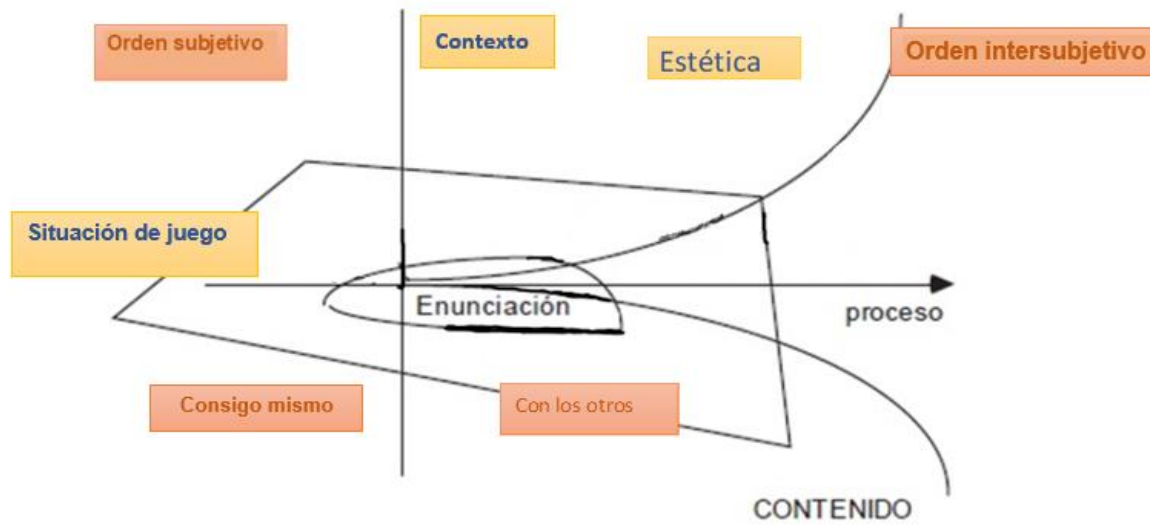 Orden subjetivo
Contexto
Estética
Orden intersubjetivo
Situación de juego
Enunciación
proceso
Consigo mismo
Con los otros
CONTENIDO